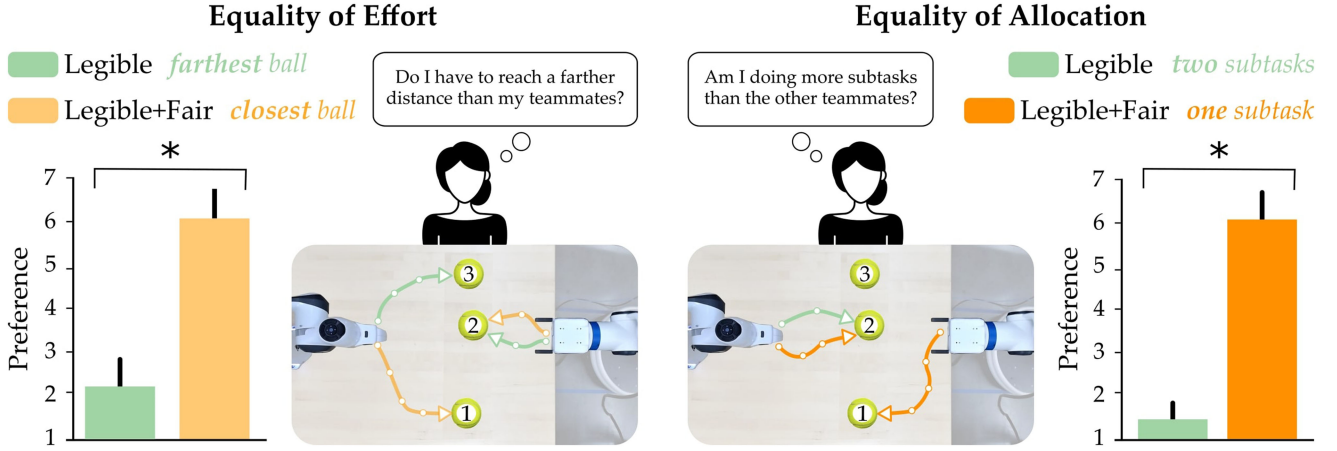 Equality of Effort
Legible farthest ball
Legible+Fair closest ball
Do I have to reach a farther
distance than my teammates?
*
7
6
5
4
3
2
1
Preference
3
2
1
Equality of Allocation
Am I doing more subtasks
than the other teammates?
Legible two subtasks
Legible+Fair one subtask
3
2
1
*
7
6
5
4
3
2
1
Preference